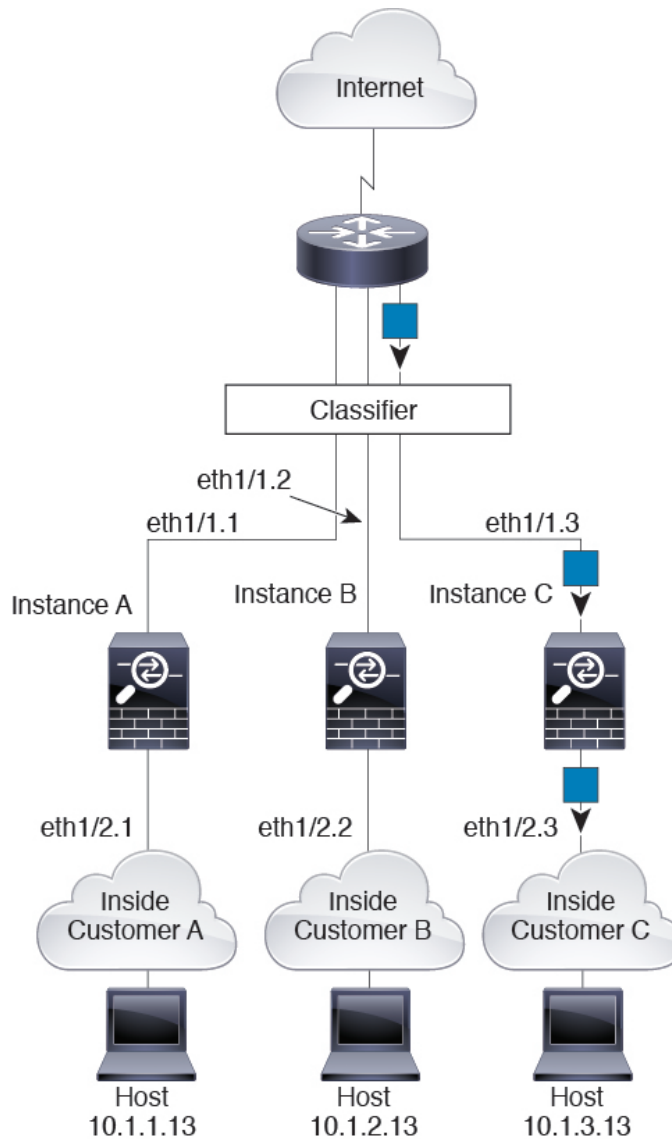 Internet
Classifier
eth1/1.2
eth1/1.1
eth1/1.3
Instance A
Instance B
Instance C
eth1/2.1
eth1/2.2
eth1/2.3
Inside
Customer A
Inside
Customer B
Inside
Customer C
Host
10.1.1.13
Host
10.1.2.13
Host
10.1.3.13